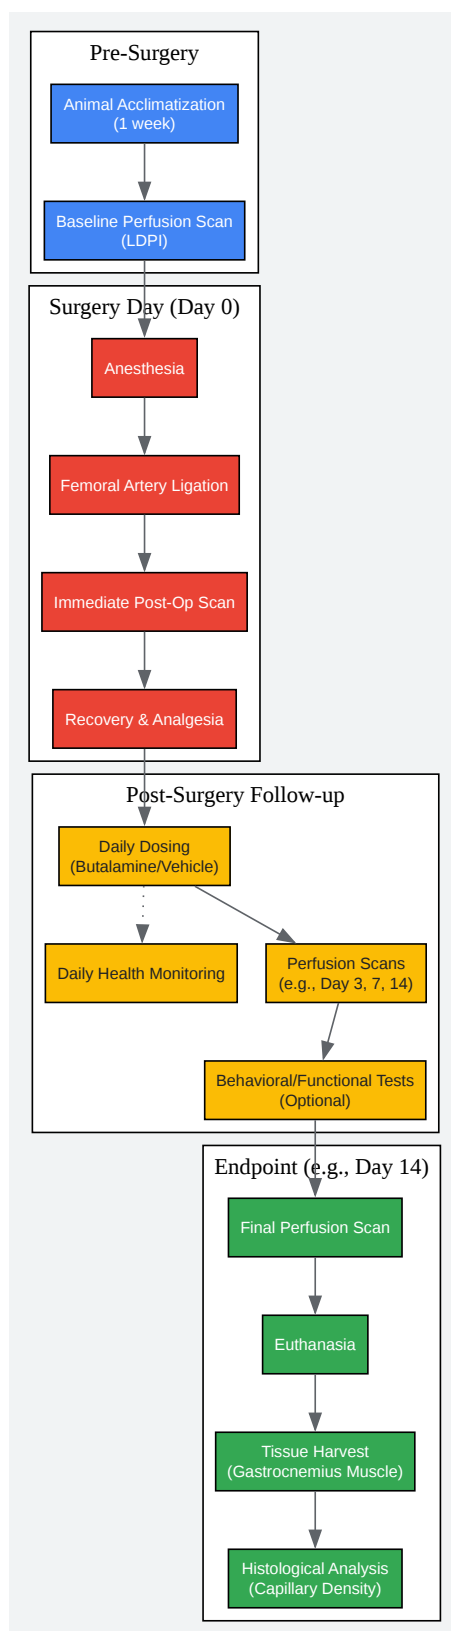 Pre-Surgery
Animal Acclimatization
(1 week)
Baseline Perfusion Scan
(LDPI)
Surgery Day (Day 0)
Anesthesia
Femoral Artery Ligation
Immediate Post-Op Scan
Recovery & Analgesia
Post-Surgery Follow-up
Daily Dosing
(Butalamine/Vehicle)
Daily Health Monitoring
Perfusion Scans
(e.g., Day 3, 7, 14)
Behavioral/Functional Tests
(Optional)
Endpoint (e.g., Day 14)
Final Perfusion Scan
Euthanasia
Tissue Harvest
(Gastrocnemius Muscle)
Histological Analysis
(Capillary Density)